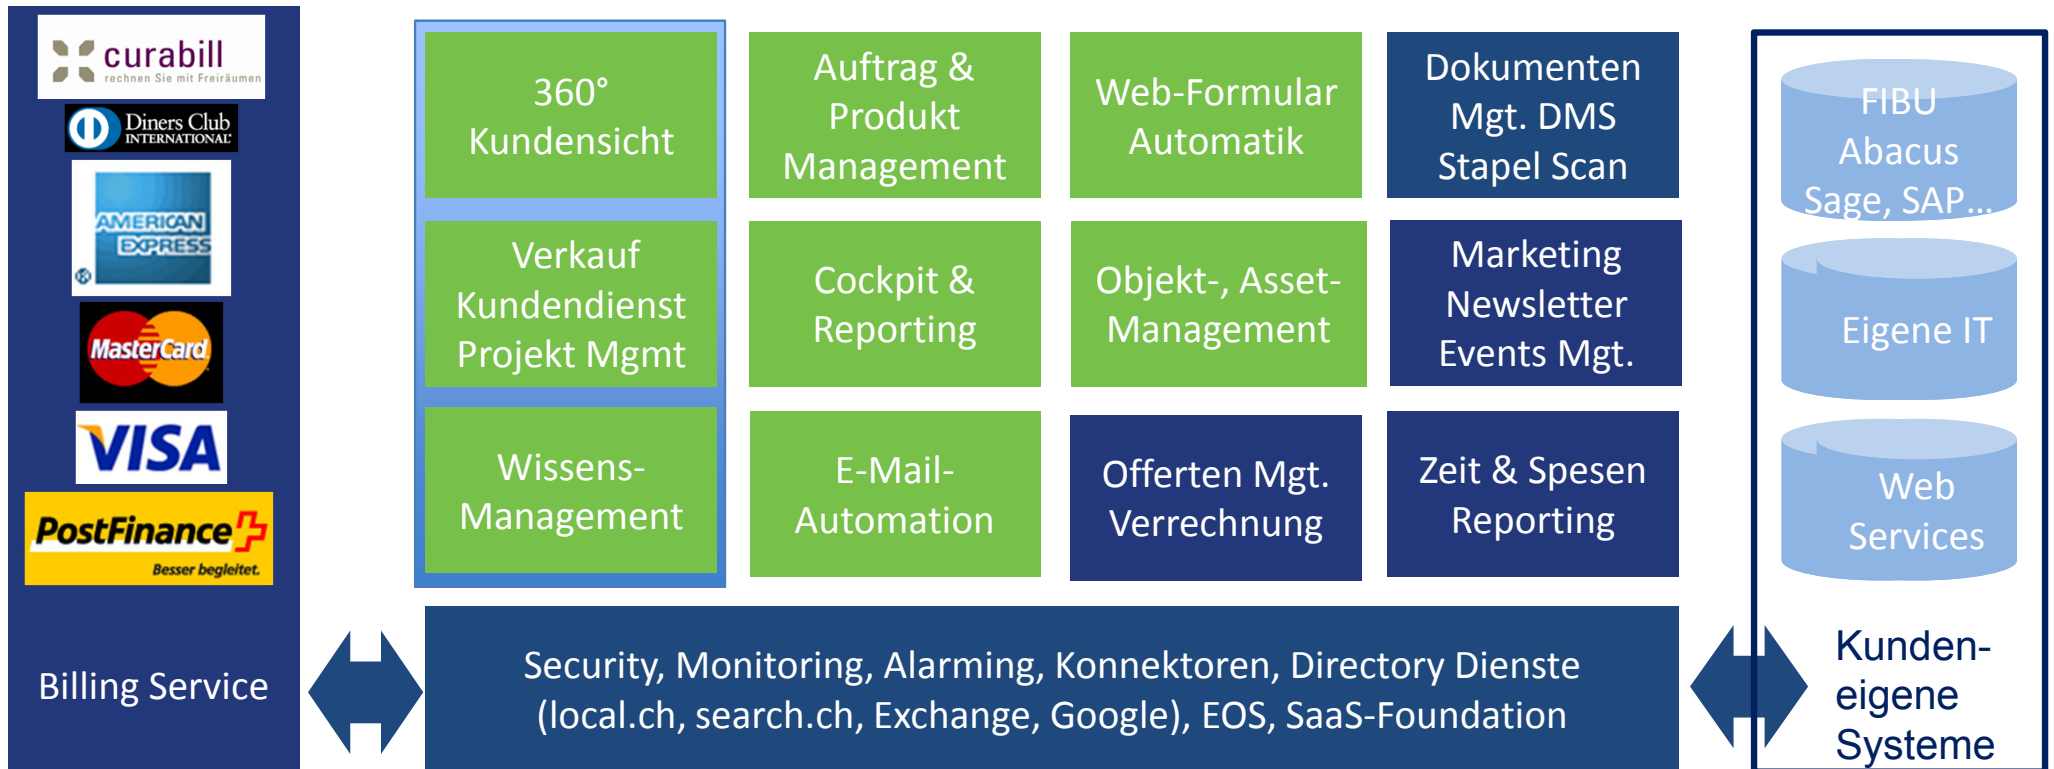 curabill
rechnen Sie mit Freiräumen
Diners Club
INTERNATIONAL
AMERICAN
EXPRESS
®
MasterCard
VISA
PostFinance
Besser begleitet.
Billing Service
360°
Kundensicht
Auftrag &
Produkt
Management
Web-Formular
Automatik
Dokumenten
Mgt. DMS
Stapel Scan
Verkauf
Kundendienst
Projekt Mgmt
Cockpit &
Reporting
Objekt-, Asset-
Management
Marketing
Newsletter
Events Mgt.
Wissens-
Management
E-Mail-
Automation
Offerten Mgt.
Verrechnung
Zeit & Spesen
Reporting
Security, Monitoring, Alarming, Konnektoren, Directory Dienste
(local.ch, search.ch, Exchange, Google), EOS, SaaS-Foundation
FIBU
Abacus
Sage, SAP...
Eigene IT
Web
Services
Kunden-
eigene
Systeme